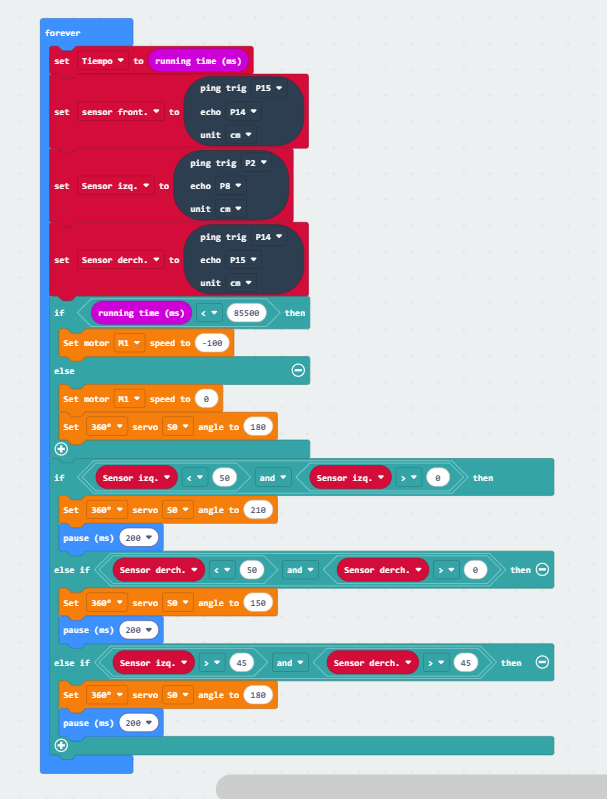 forever
set Tiempo to running time (ms)
ping trig P15
set sensor front. to echo P14
unit cm
ping trig P2
set Sensor izq. to echo P8
unit cm
ping trig P14
set Sensor derch. to echo P15
unit cm
if running time (ms) < 85500 then
Set motor M1 speed to -100
else
Set motor M1 speed to 0
Set 360° servo S0 angle to 180
if Sensor izq. < 50 and Sensor izq. > 0 then
Set 360° servo S0 angle to 210
pause (ms) 200
else if Sensor derch. < 50 and Sensor derch. > 0 then
Set 360° servo S0 angle to 150
pause (ms) 200
else if Sensor izq. > 45 and Sensor derch. > 45 then
Set 360° servo S0 angle to 180
pause (ms) 200